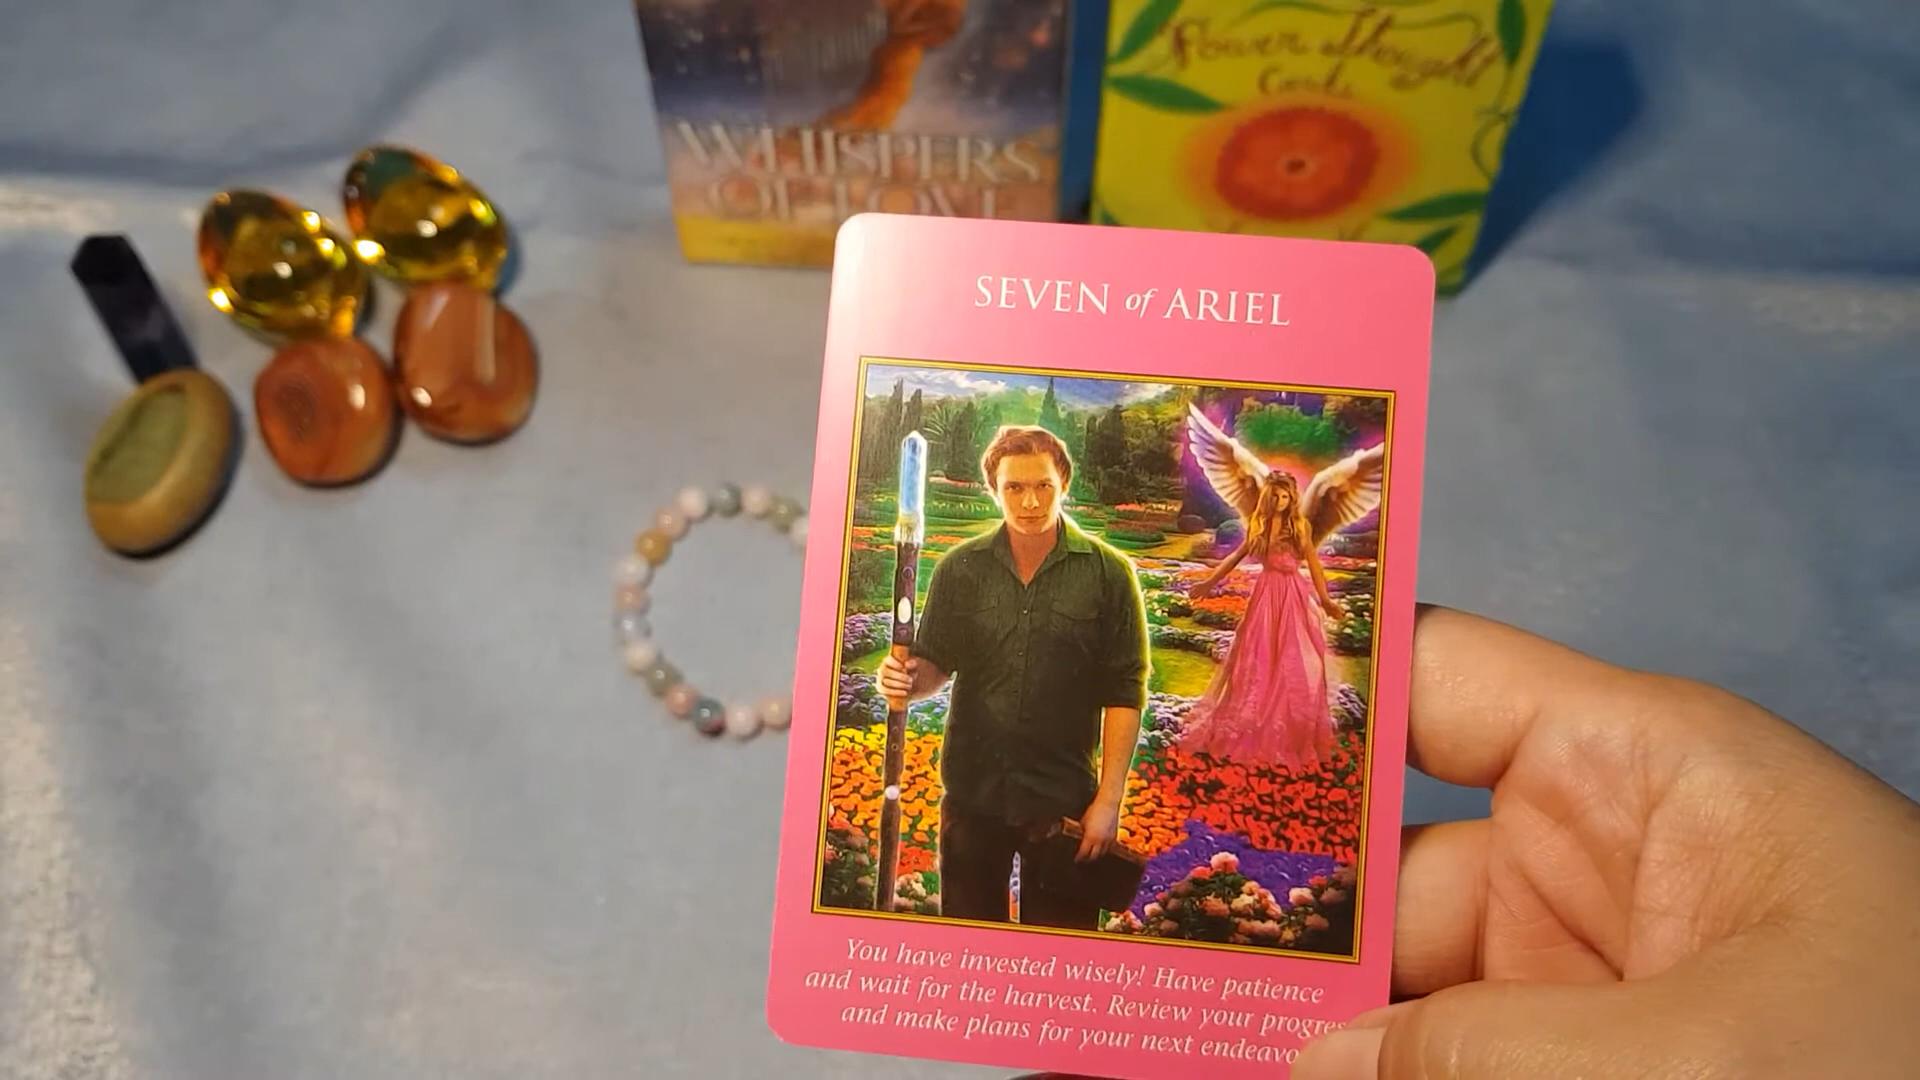 WHISPERS
OF LOVE
Power Thought
Cards
SEVEN of ARIEL
You have invested wisely! Have patience
and wait for the harvest. Review your progres
and make plans for your next endeavo